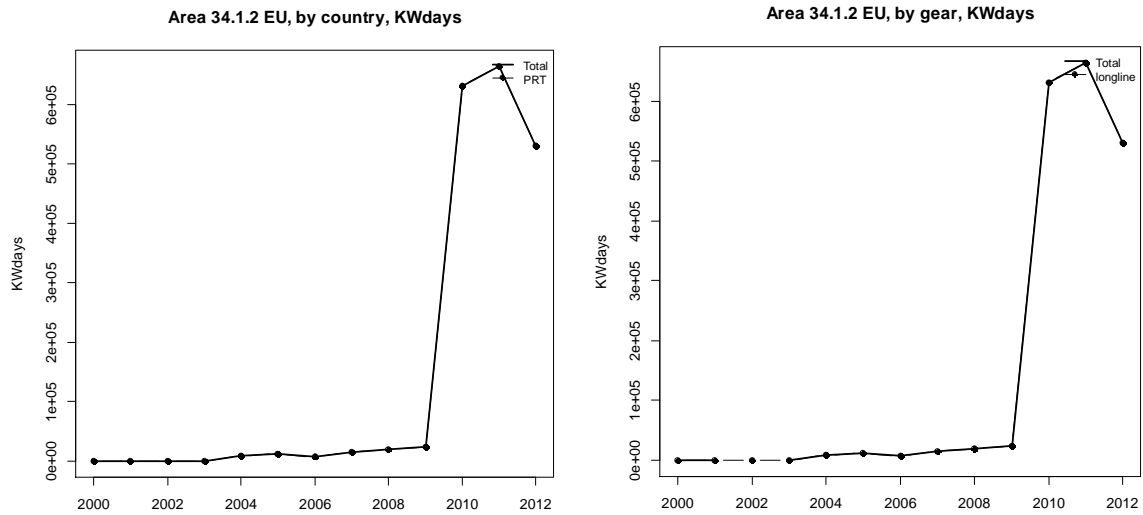 Area 34.1.2 EU, by country, KWdays
KWdays
6e+05
5e+05
4e+05
3e+05
2e+05
1e+05
0e+00
2000 2002 2004 2006 2008 2010 2012
Total
PRT
Area 34.1.2 EU, by gear, KWdays
KWdays
6e+05
5e+05
4e+05
3e+05
2e+05
1e+05
0e+00
2000 2002 2004 2006 2008 2010 2012
Total
longline